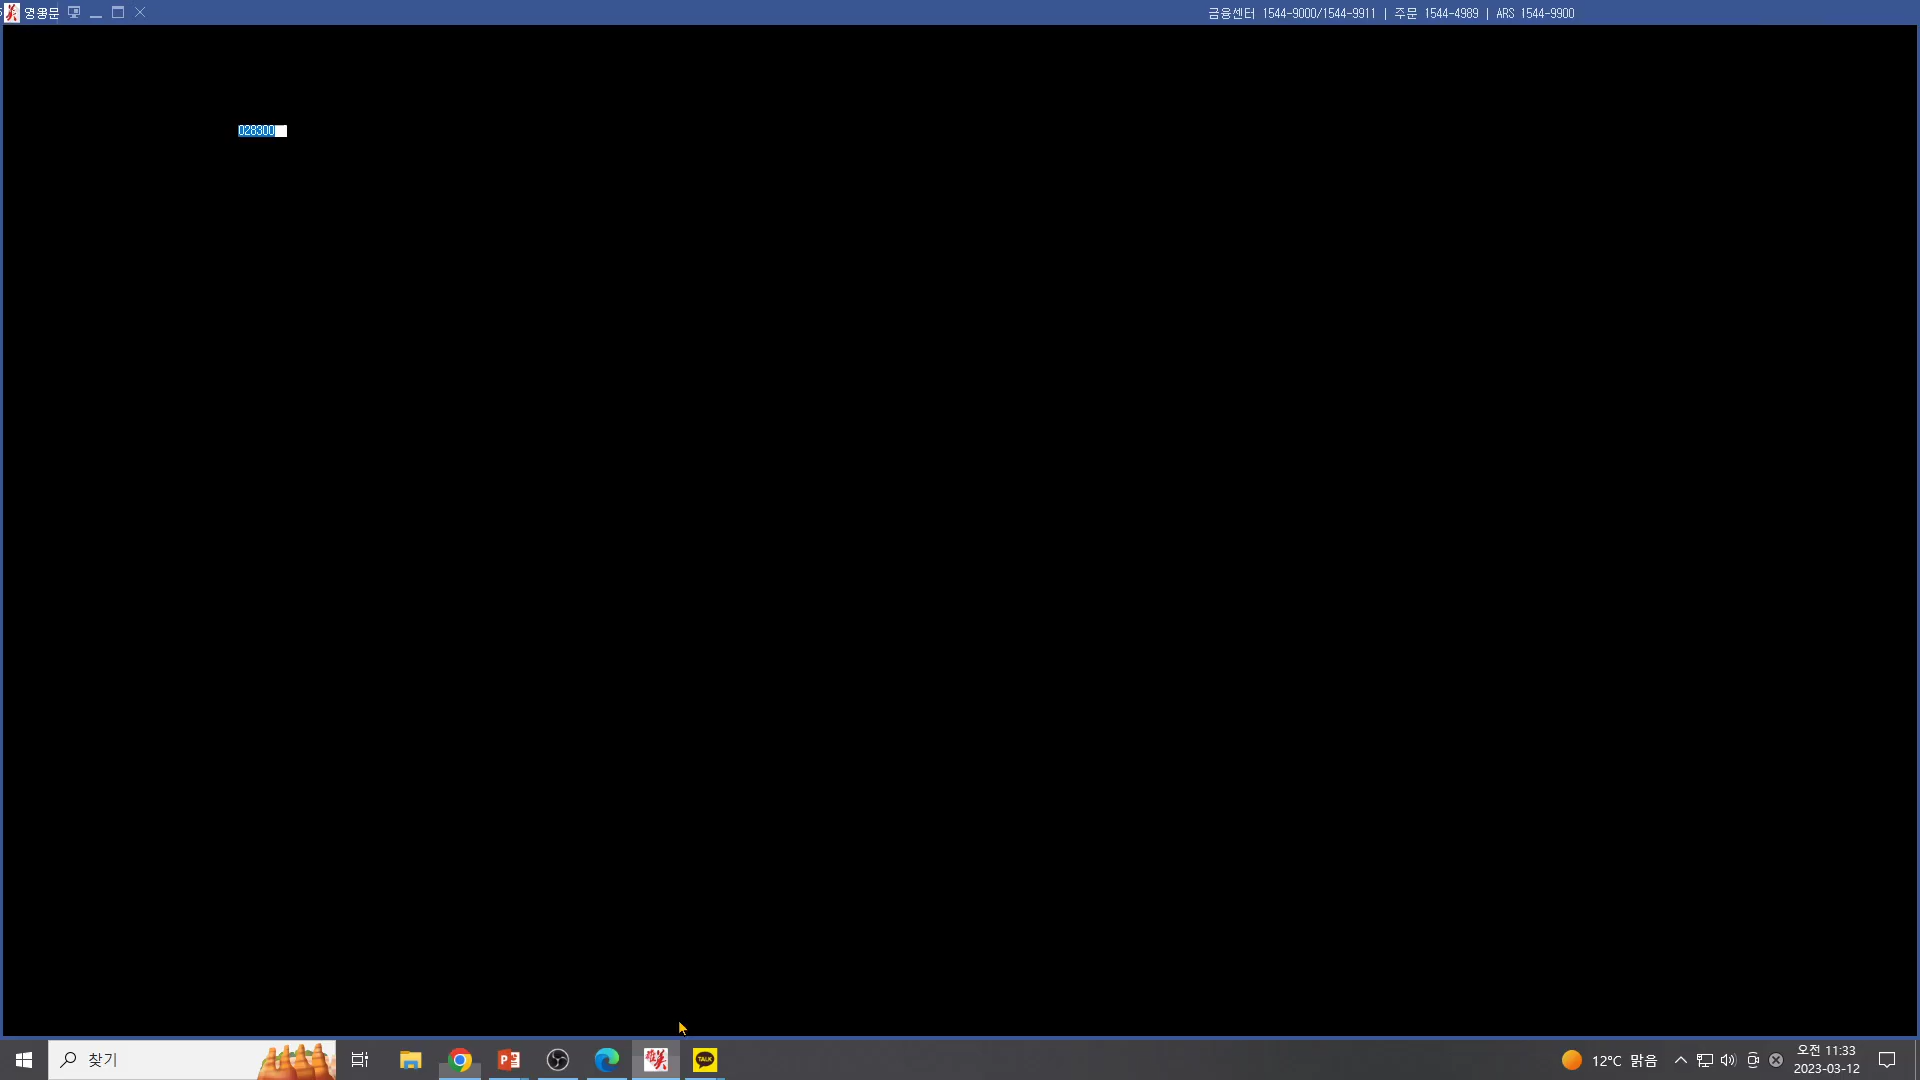 영웅문 금융센터 1544-9000/1544-9911 | 주문 1544-4989 | ARS 1544-9900
028300
찾기
TALK
12°C 맑음
오전 11:33
2023-03-12